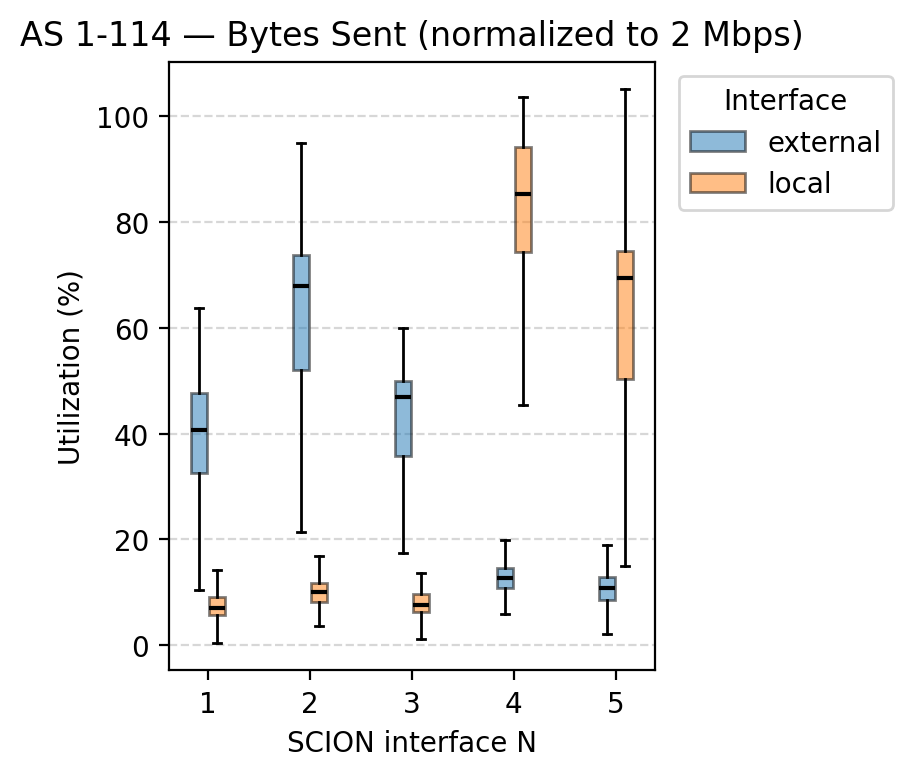 AS 1-114 — Bytes Sent (normalized to 2 Mbps)
Interface
external
local
Utilization (%)
100
80
60
40
20
0
1 2 3 4 5
SCION interface N